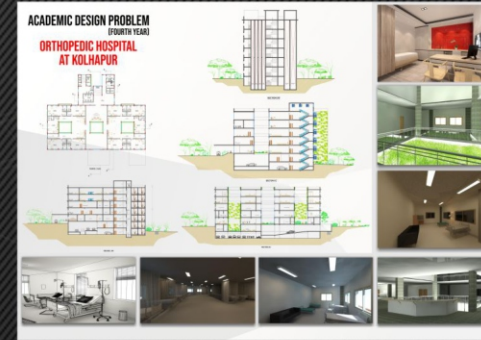 ACADEMIC DESIGN PROBLEM
(FOURTH YEAR)
ORTHOPEDIC HOSPITAL
AT KOLHAPUR